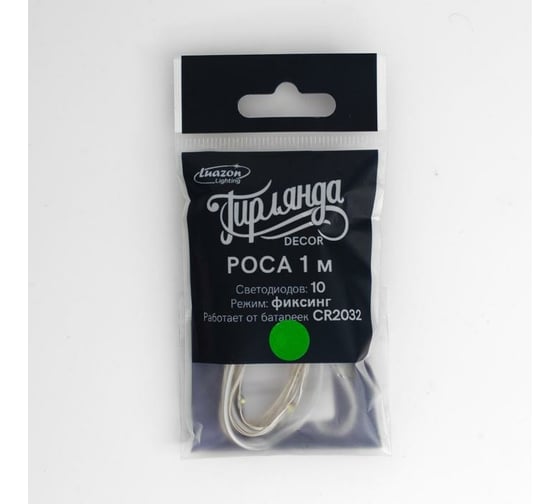 Luazon
Lighting
Гирлянда
DECOR
РОСА 1 м
Светодиодов: 10
Режим: фиксинг
Работает от батареек CR2032